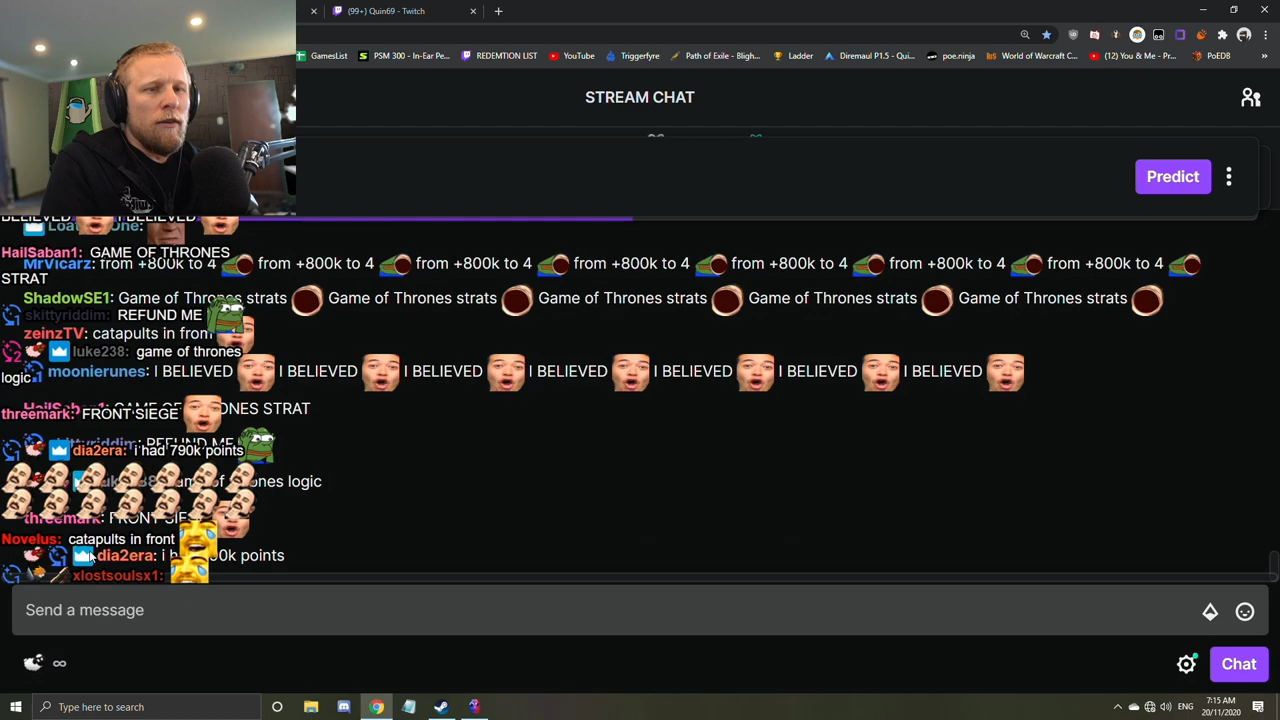 (99+) Quin69 - Twitch
GamesList
PSM 300 - In-Ear Pe...
REDEMTION LIST
YouTube
Triggerfyre
Path of Exile - Bligh...
Ladder
Diremaul P1.5 - Qui...
poe.ninja
World of Warcraft C...
(12) You & Me - Pr...
PoEDB
STREAM CHAT
Predict
HailSaban1: GAME OF THRONES
STRAT
MrVicarz: from +800k to 4 from +800k to 4 from +800k to 4 from +800k to 4 from +800k to 4 from +800k to 4 from +800k to 4
ShadowSE1: Game of Thrones strats Game of Thrones strats Game of Thrones strats Game of Thrones strats Game of Thrones strats
skittyriddim: REFUND ME
zeinzTV: catapults in from
luke238: game of thrones
logic
moonierunes: I BELIEVED I BELIEVED I BELIEVED I BELIEVED I BELIEVED I BELIEVED I BELIEVED
threemark: FRONT SIEGE
dia2era: i had 790k points
Novelus: catapults in front
dia2era: i points
xlostsoulsx1:
Send a message
Chat
Type here to search
7:15 AM
20/11/2020